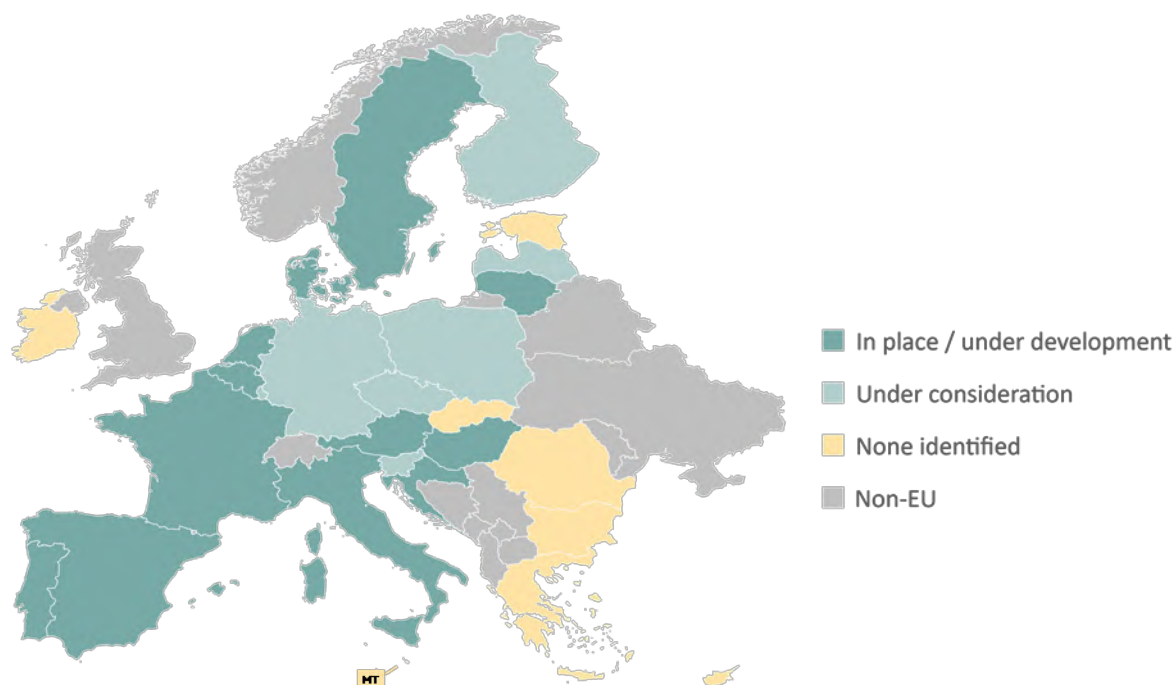 In place / under development
Under consideration
None identified
Non-EU
MT